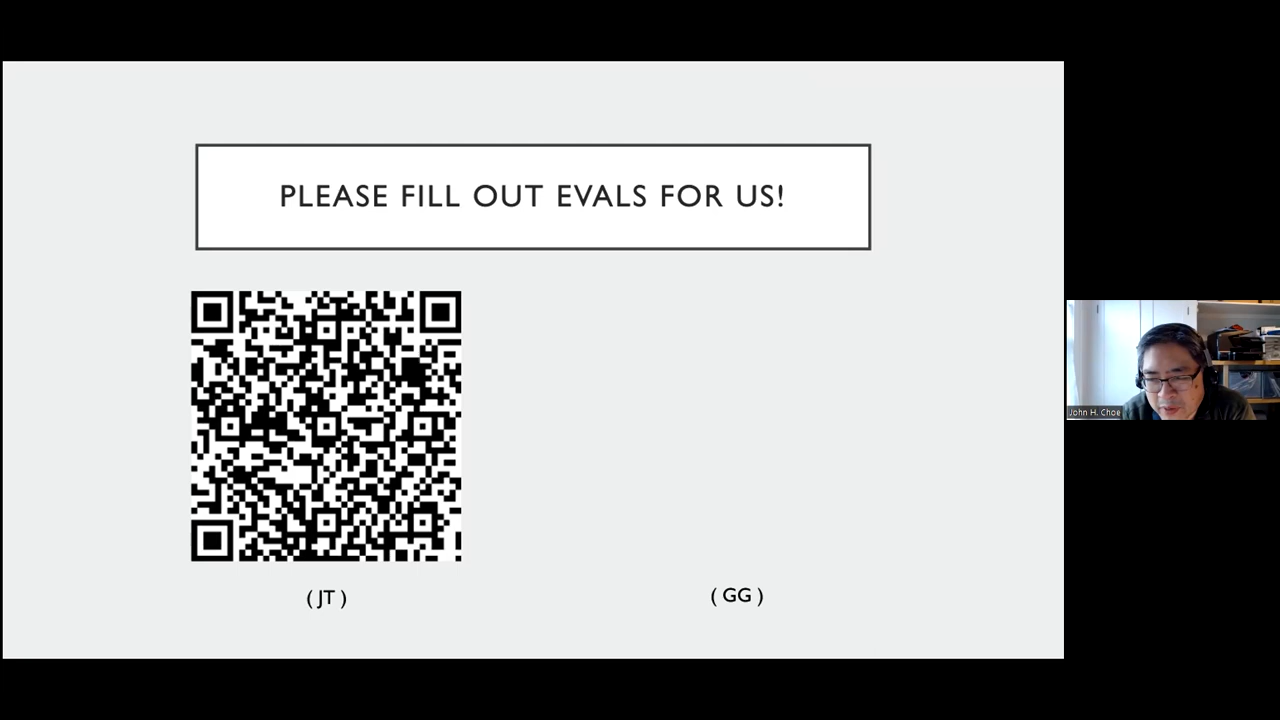 PLEASE FILL OUT EVALS FOR US!
( JT )
( GG )
John H. Choe